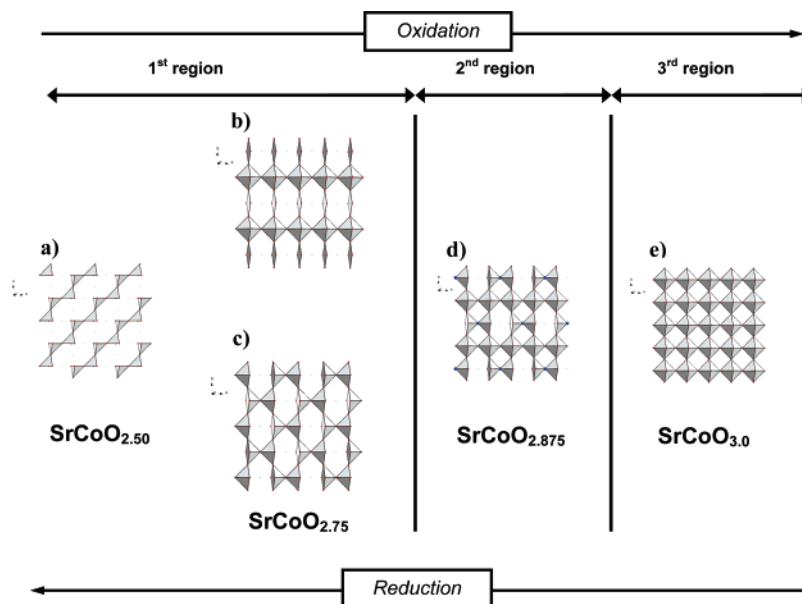 Oxidation
1st region
2nd region
3rd region
b)
a)
d)
e)
c)
SrCoO2.50
SrCoO2.875
SrCoO3.0
SrCoO2.75
Reduction